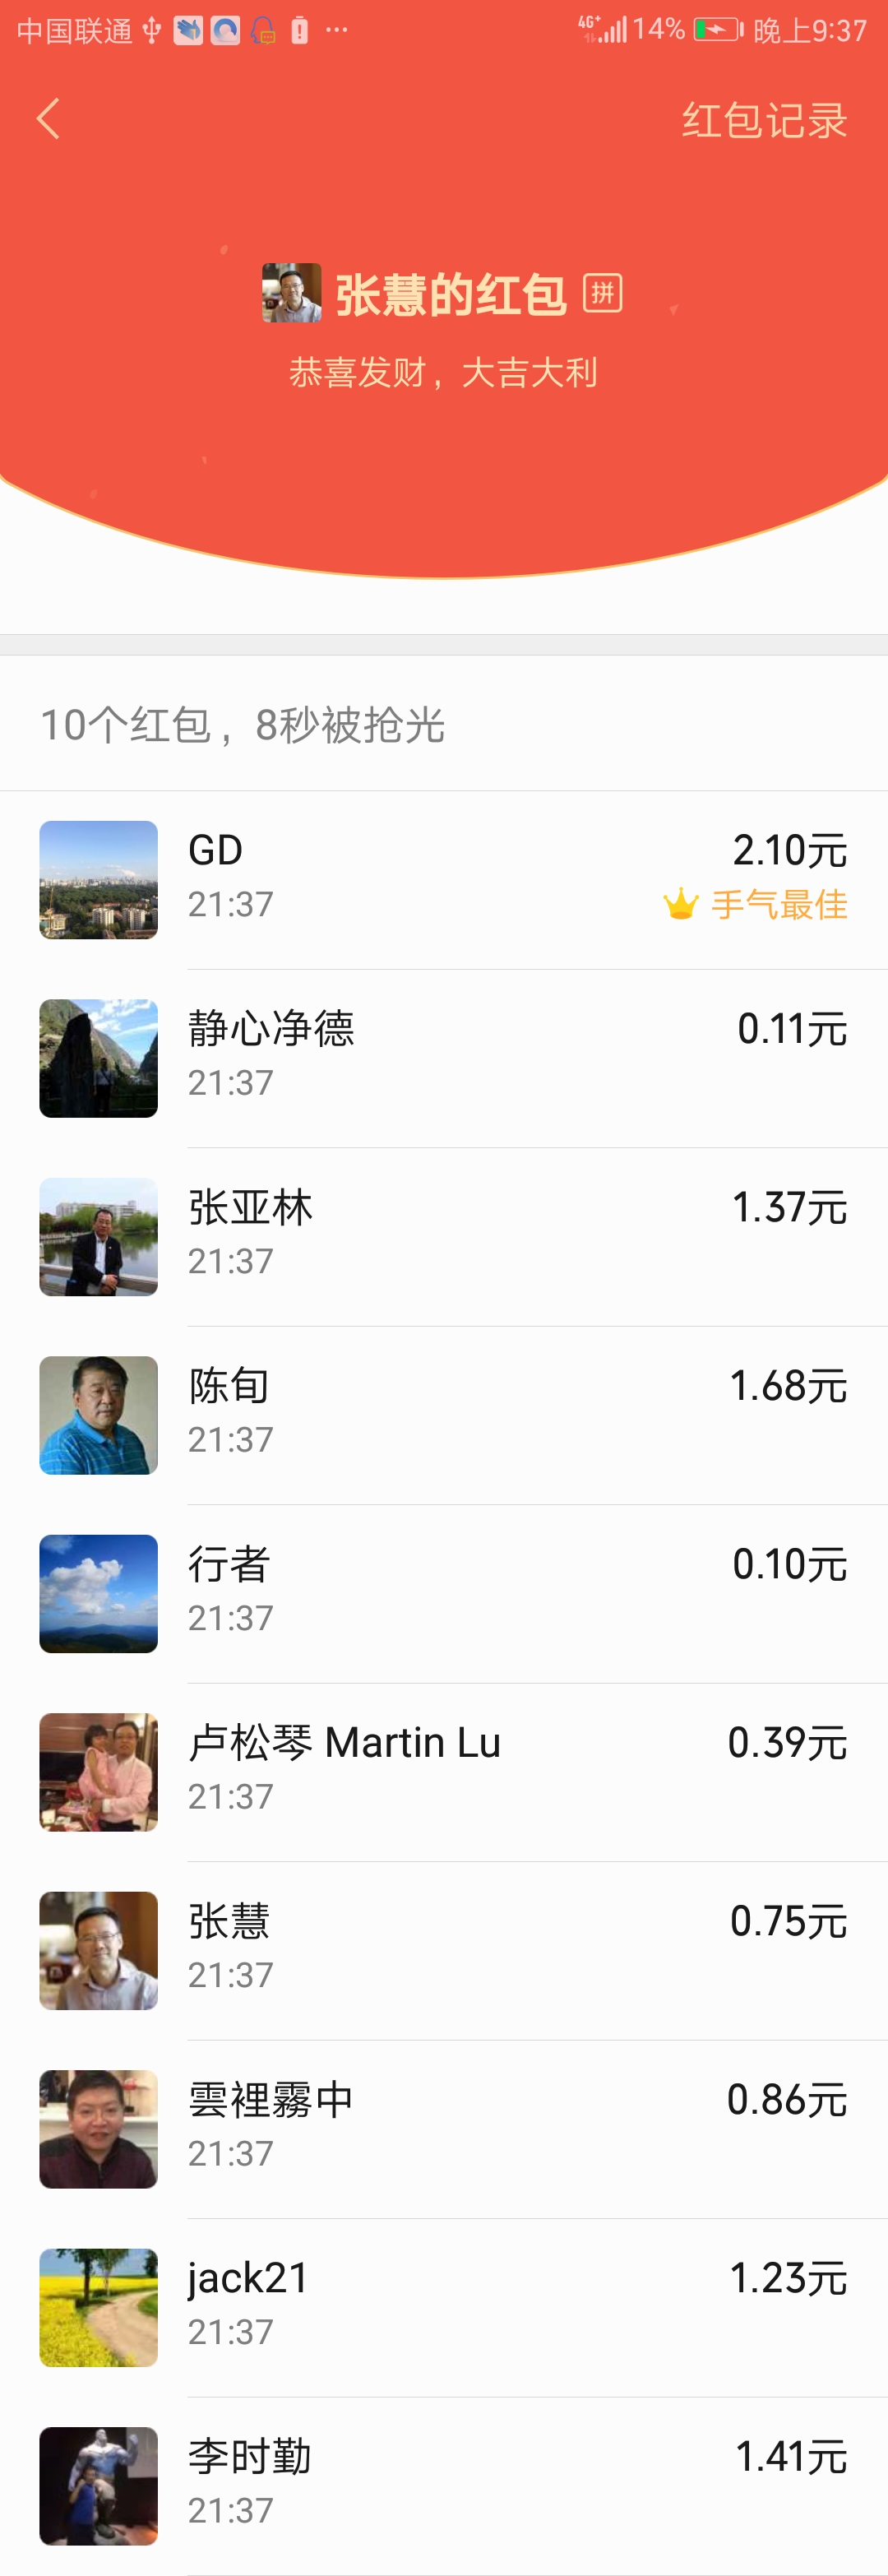 中国联通 4G+ 14% 晚上9:37
红包记录
张慧的红包 拼
恭喜发财，大吉大利
10个红包，8秒被抢光
GD 2.10元
21:37 手气最佳
静心净德 0.11元
21:37
张亚林 1.37元
21:37
陈旬 1.68元
21:37
行者 0.10元
21:37
卢松琴 Martin Lu 0.39元
21:37
张慧 0.75元
21:37
雲裡霧中 0.86元
21:37
jack21 1.23元
21:37
李时勤 1.41元
21:37